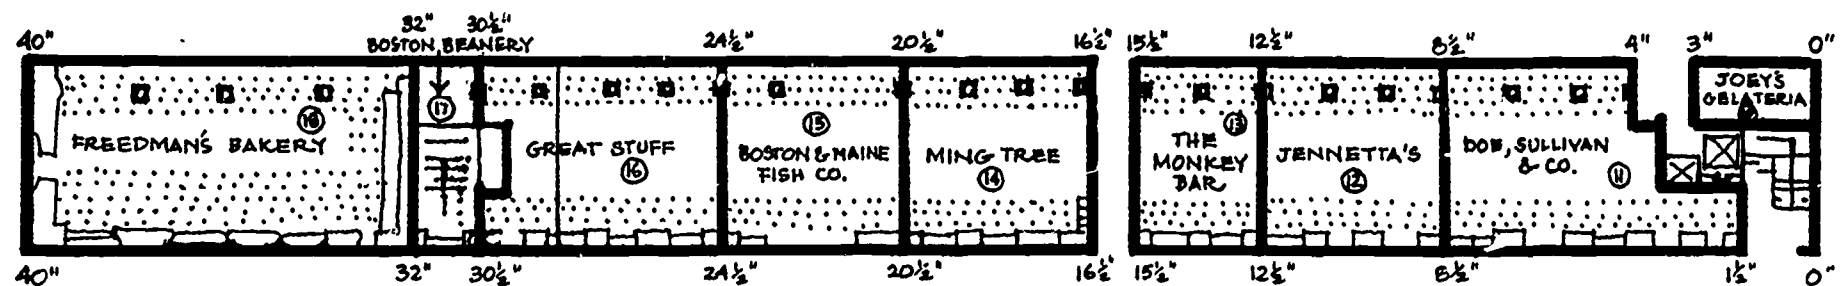 40" 32" 30½" 24½" 20½" 16½" 15½" 12½" 8½" 4" 3" 0"
BOSTON BEANERY
JOEY'S
GELATERIA
17
18
FREEDMAN'S BAKERY
GREAT STUFF
16
15
BOSTON & MAINE
FISH CO.
MING TREE
14
13
THE
MONKEY
BAR
JENNETTA'S
12
DOE, SULLIVAN
& CO.
11
40" 32" 30½" 24½" 20½" 16½" 15½" 12½" 8½" 1½" 0"